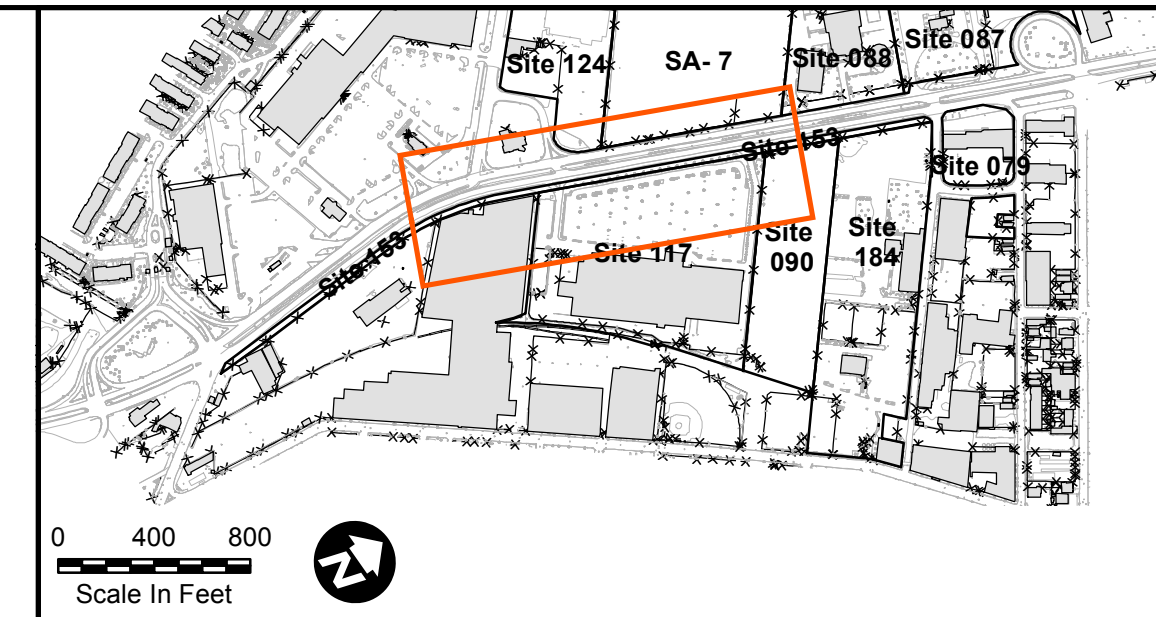 Site 087
Site 124
SA- 7
Site 088
Site 153
Site 079
Site 153
Site 117
Site
090
Site
184
0 400 800
Scale In Feet
N